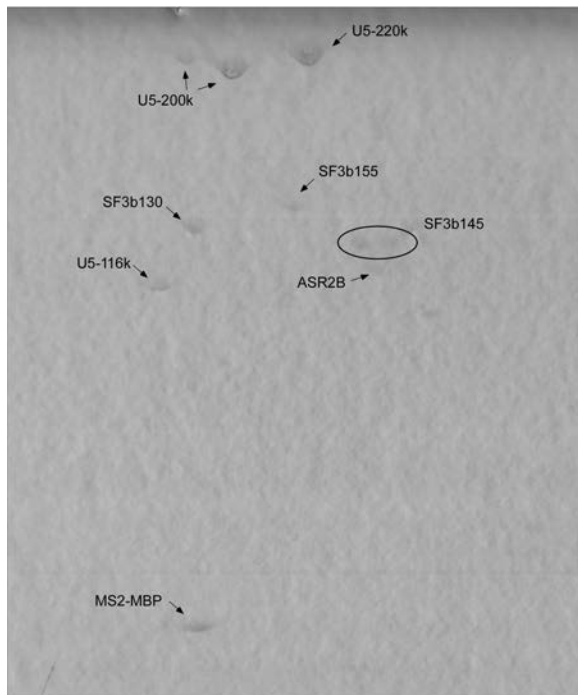 U5-220k
U5-200k
SF3b155
SF3b130
SF3b145
U5-116k
ASR2B
MS2-MBP